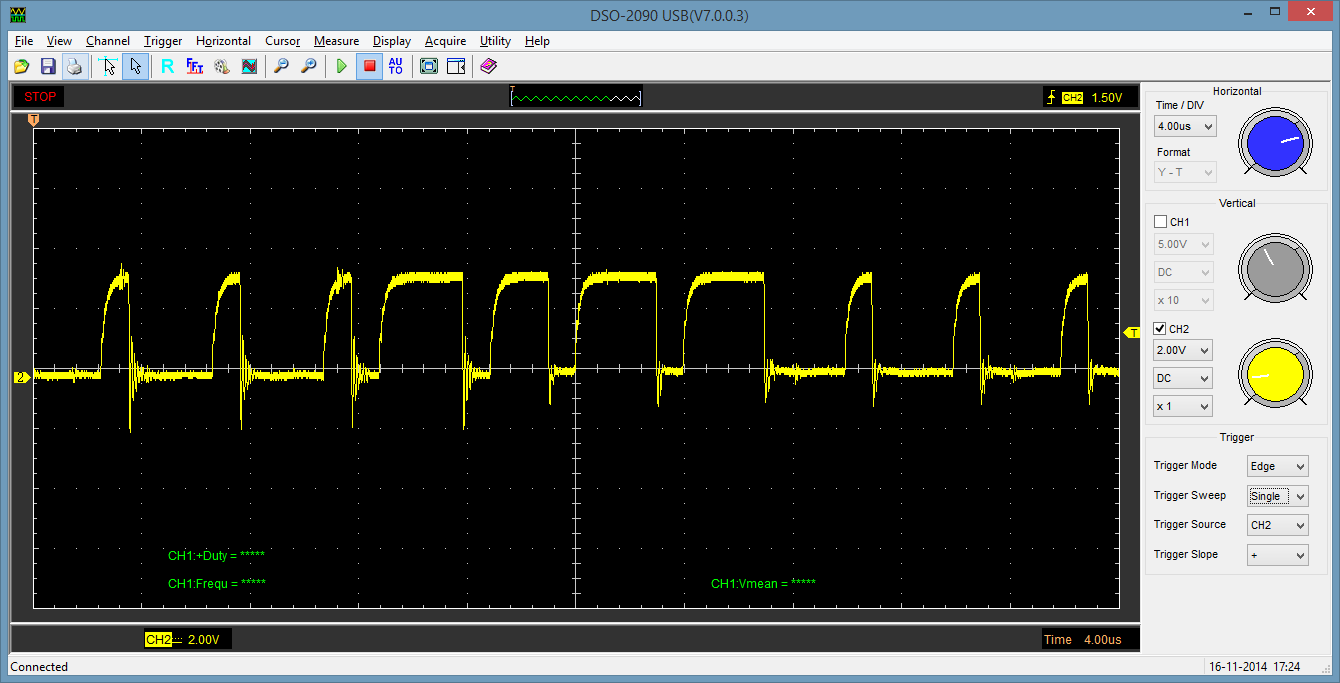 DSO-2090 USB(V7.0.0.3)
File View Channel Trigger Horizontal Cursor Measure Display Acquire Utility Help
R FFT AU TO
STOP
T
CH2 1.50V
T
2
T
CH1:+Duty = *****
CH1:Frequ = *****
CH1:Vmean = *****
CH2 2.00V
Time 4.00us
Horizontal
Time / DIV
4.00us
Format
Y - T
Vertical
CH1
5.00V
DC
x 10
CH2
2.00V
DC
x 1
Trigger
Trigger Mode Edge
Trigger Sweep Single
Trigger Source CH2
Trigger Slope +
Connected
16-11-2014 17:24